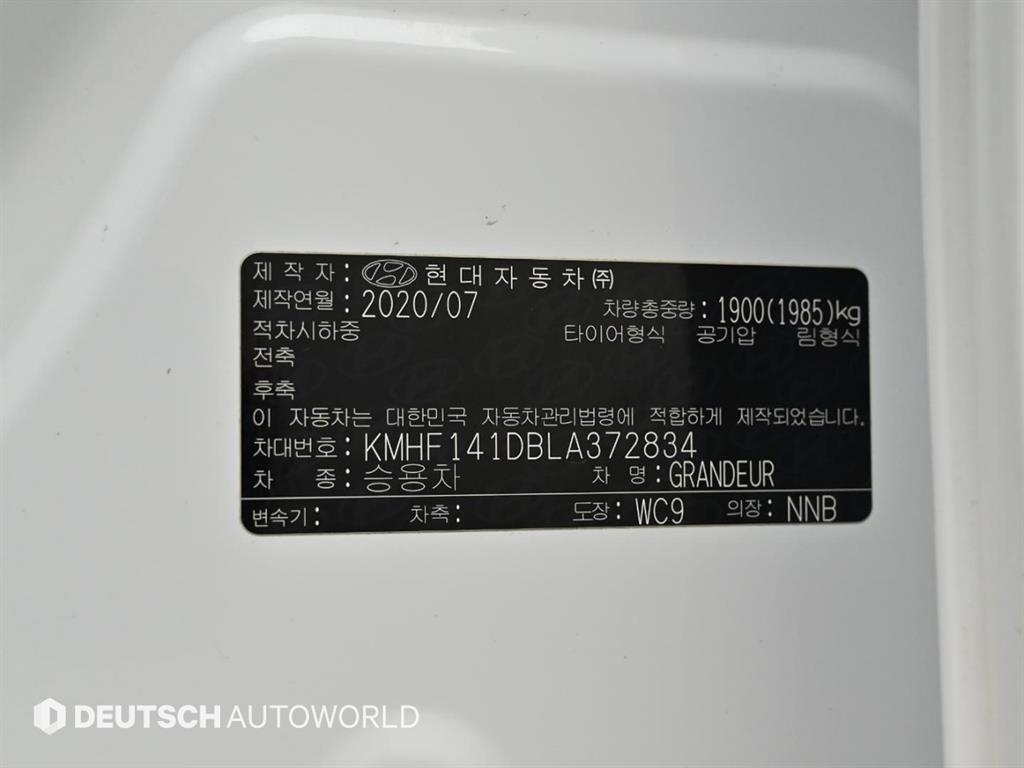 제 작 자 : 현 대 자 동 차 ㈜
제작연월 : 2020/07 차량총중량 : 1900(1985)kg
적차시하중 타이어형식 공기압 림형식
전축
후축
이 자동차는 대한민국 자동차관리법령에 적합하게 제작되었습니다.
차대번호 : KMHF141DBLA372834
차 종 : 승용차 차 명 : GRANDEUR
변속기 : 차축 : 도장 : WC9 의장 : NNB
DEUTSCH AUTOWORLD